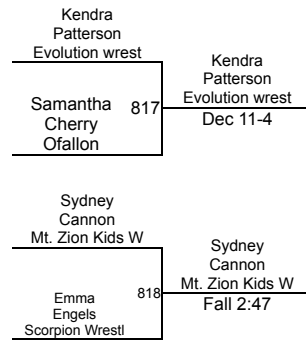 Kendra
Patterson
Evolution wrest
Samantha
Cherry
Ofallon
817
Kendra
Patterson
Evolution wrest
Dec 11-4
Sydney
Cannon
Mt. Zion Kids W
Emma
Engels
Scorpion Wrestl
818
Sydney
Cannon
Mt. Zion Kids W
Fall 2:47